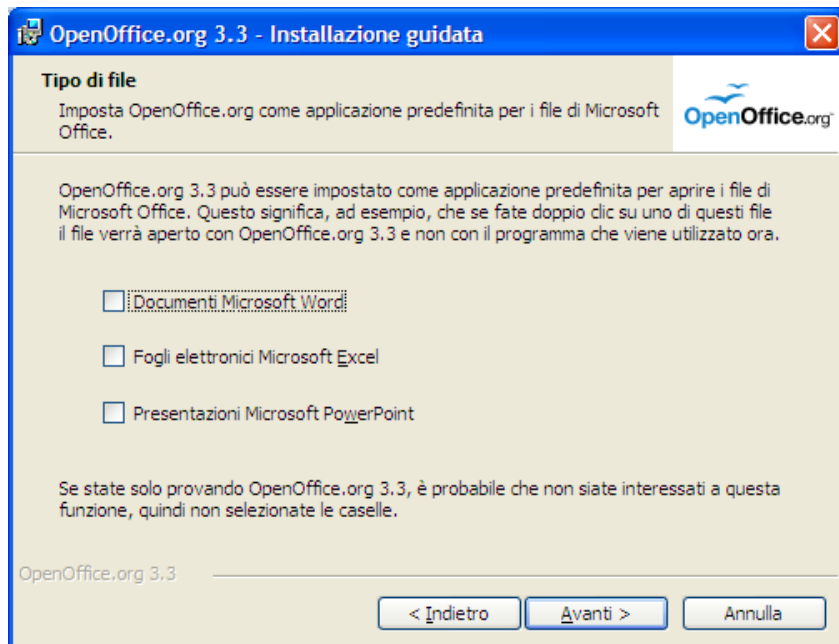 OpenOffice.org 3.3 - Installazione guidata
Tipo di file
Imposta OpenOffice.org come applicazione predefinita per i file di Microsoft
Office.
OpenOffice.org
OpenOffice.org 3.3 può essere impostato come applicazione predefinita per aprire i file di
Microsoft Office. Questo significa, ad esempio, che se fate doppio clic su uno di questi file
il file verrà aperto con OpenOffice.org 3.3 e non con il programma che viene utilizzato ora.
Documenti Microsoft Word
Fogli elettronici Microsoft Excel
Presentazioni Microsoft PowerPoint
Se state solo provando OpenOffice.org 3.3, è probabile che non siate interessati a questa
funzione, quindi non selezionate le caselle.
OpenOffice.org 3.3
< Indietro
Avanti >
Annulla